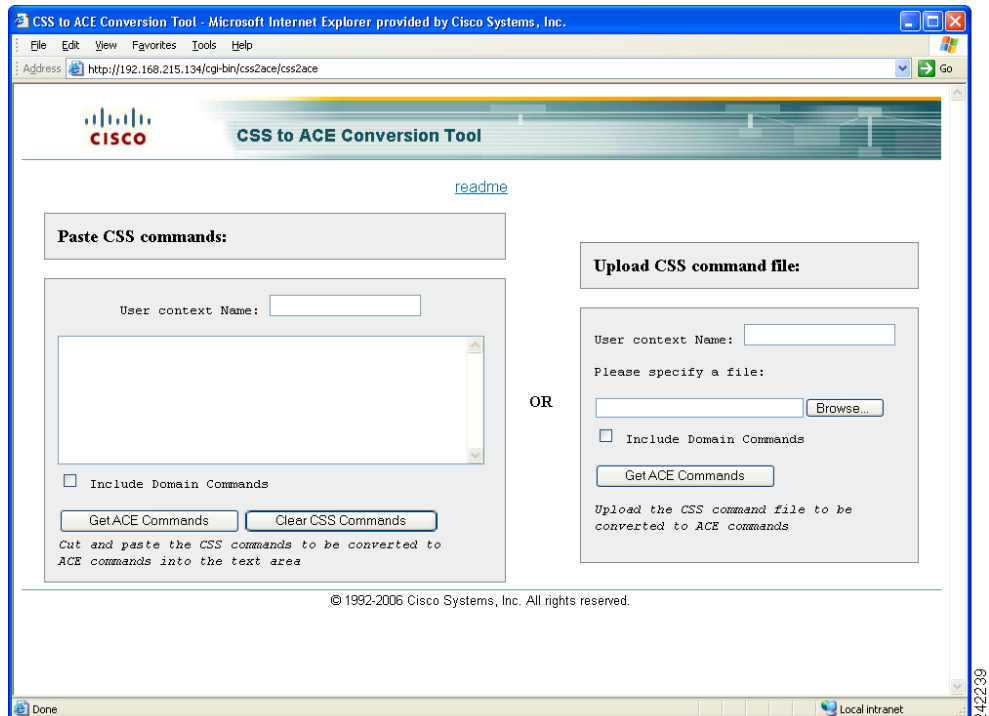 CSS to ACE Conversion Tool - Microsoft Internet Explorer provided by Cisco Systems, Inc.
File Edit View Favorites Tools Help
Address http://192.168.215.134/cgi-bin/css2ace/css2ace Go
CISCO
CSS to ACE Conversion Tool
readme
Paste CSS commands:
User context Name:
Include Domain Commands
Get ACE Commands Clear CSS Commands
Cut and paste the CSS commands to be converted to
ACE commands into the text area
OR
Upload CSS command file:
User context Name:
Please specify a file:
Browse...
Include Domain Commands
Get ACE Commands
Upload the CSS command file to be
converted to ACE commands
© 1992-2006 Cisco Systems, Inc. All rights reserved.
Done Local intranet
242239